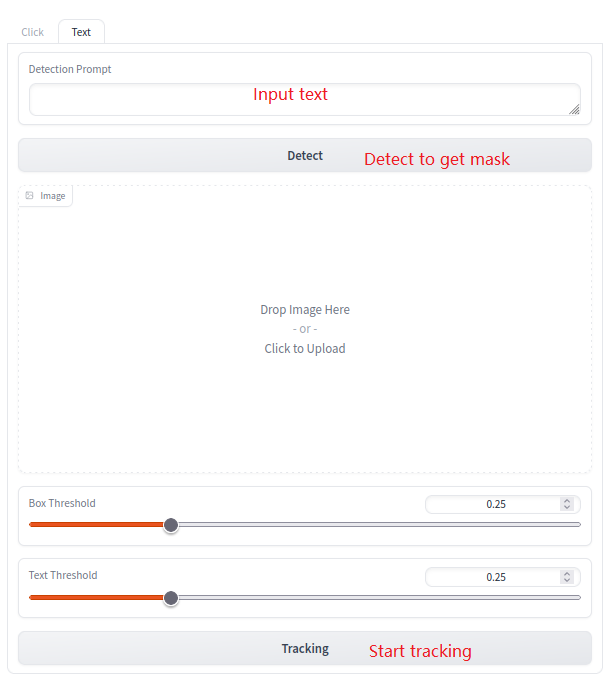 Click Text
Detection Prompt
Input text
Detect Detect to get mask
Image
Drop Image Here
- or -
Click to Upload
Box Threshold 0.25
Text Threshold 0.25
Tracking Start tracking